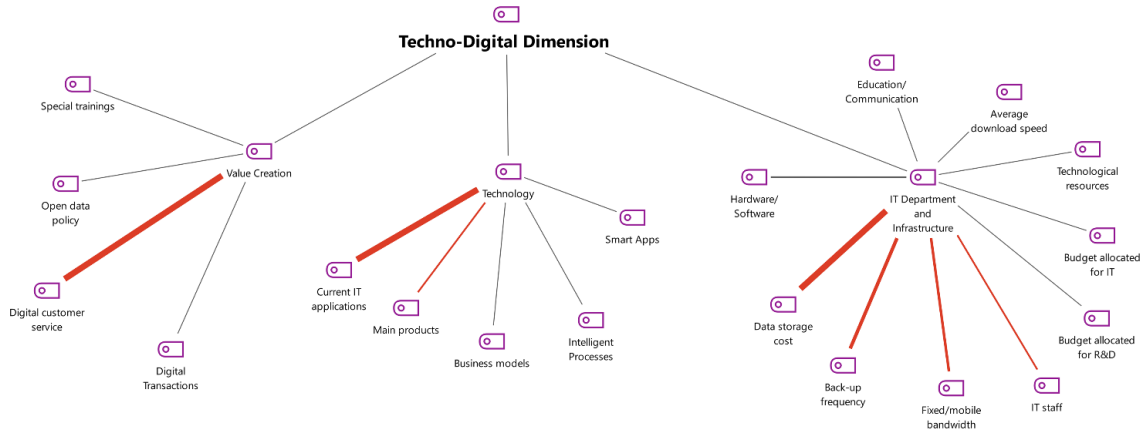 Techno-Digital Dimension
Special trainings
Value Creation
Open data
policy
Digital customer
service
Digital
Transactions
Technology
Current IT
applications
Main products
Business models
Intelligent
Processes
Smart Apps
Education/
Communication
Average
download speed
Technological
resources
Hardware/
Software
IT Department
and
Infrastructure
Budget allocated
for IT
Budget allocated
for R&D
Data storage
cost
Back-up
frequency
Fixed/mobile
bandwidth
IT staff